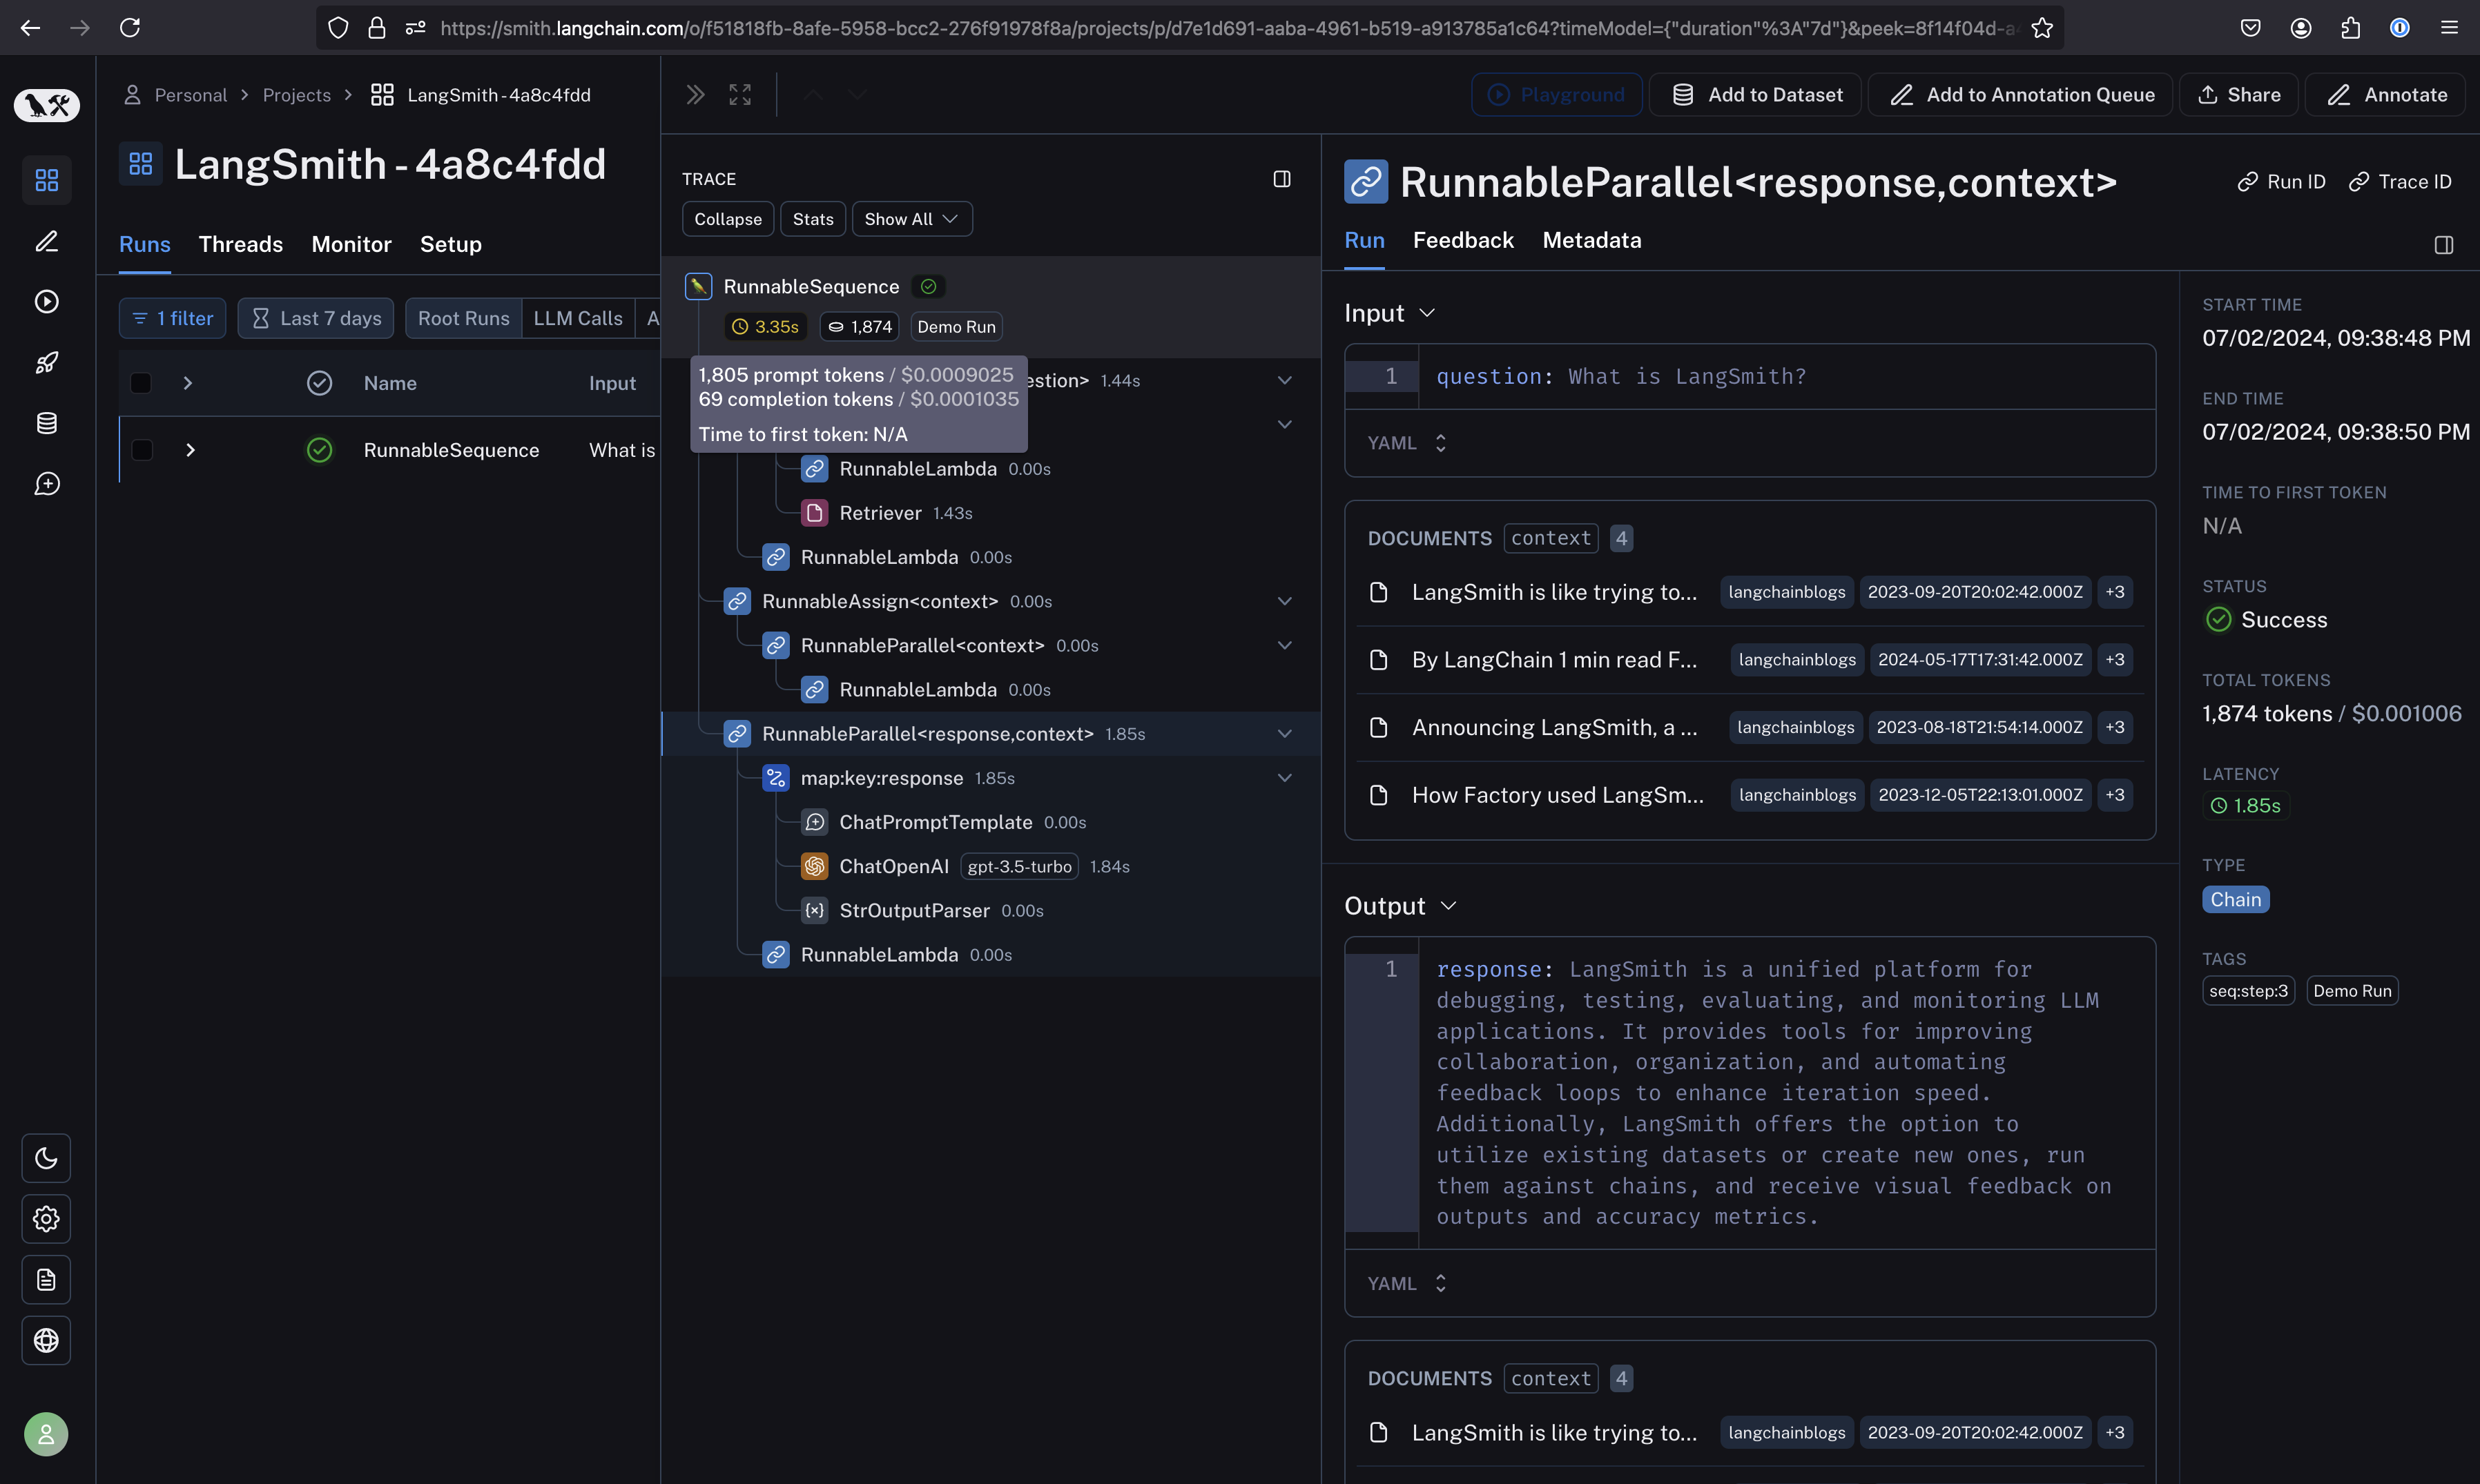 https://smith.langchain.com/o/f51818fb-8afe-5958-bcc2-276f91978f8a/projects/p/d7e1d691-aaba-4961-b519-a913785a1c64?timeModel={"duration"%3A"7d"}&peek=8f14f04d-a
Personal > Projects > LangSmith - 4a8c4fdd
LangSmith - 4a8c4fdd
Runs Threads Monitor Setup
1 filter Last 7 days Root Runs LLM Calls A
Name Input
RunnableSequence What is
Playground Add to Dataset Add to Annotation Queue Share Annotate
TRACE
Collapse Stats Show All
RunnableSequence
3.35s 1,874 Demo Run
1,805 prompt tokens / $0.0009025
69 completion tokens / $0.0001035
Time to first token: N/A
estion> 1.44s
RunnableLambda 0.00s
Retriever 1.43s
RunnableLambda 0.00s
RunnableAssign<context> 0.00s
RunnableParallel<context> 0.00s
RunnableLambda 0.00s
RunnableParallel<response,context> 1.85s
map:key:response 1.85s
ChatPromptTemplate 0.00s
ChatOpenAI gpt-3.5-turbo 1.84s
StrOutputParser 0.00s
RunnableLambda 0.00s
RunnableParallel<response,context> Run ID Trace ID
Run Feedback Metadata
Input
1 question: What is LangSmith?
YAML
DOCUMENTS context 4
LangSmith is like trying to... langchainblogs 2023-09-20T20:02:42.000Z +3
By LangChain 1 min read F... langchainblogs 2024-05-17T17:31:42.000Z +3
Announcing LangSmith, a ... langchainblogs 2023-08-18T21:54:14.000Z +3
How Factory used LangSm... langchainblogs 2023-12-05T22:13:01.000Z +3
Output
1 response: LangSmith is a unified platform for
debugging, testing, evaluating, and monitoring LLM
applications. It provides tools for improving
collaboration, organization, and automating
feedback loops to enhance iteration speed.
Additionally, LangSmith offers the option to
utilize existing datasets or create new ones, run
them against chains, and receive visual feedback on
outputs and accuracy metrics.
YAML
DOCUMENTS context 4
LangSmith is like trying to... langchainblogs 2023-09-20T20:02:42.000Z +3
START TIME
07/02/2024, 09:38:48 PM
END TIME
07/02/2024, 09:38:50 PM
TIME TO FIRST TOKEN
N/A
STATUS
Success
TOTAL TOKENS
1,874 tokens / $0.001006
LATENCY
1.85s
TYPE
Chain
TAGS
seq:step:3 Demo Run